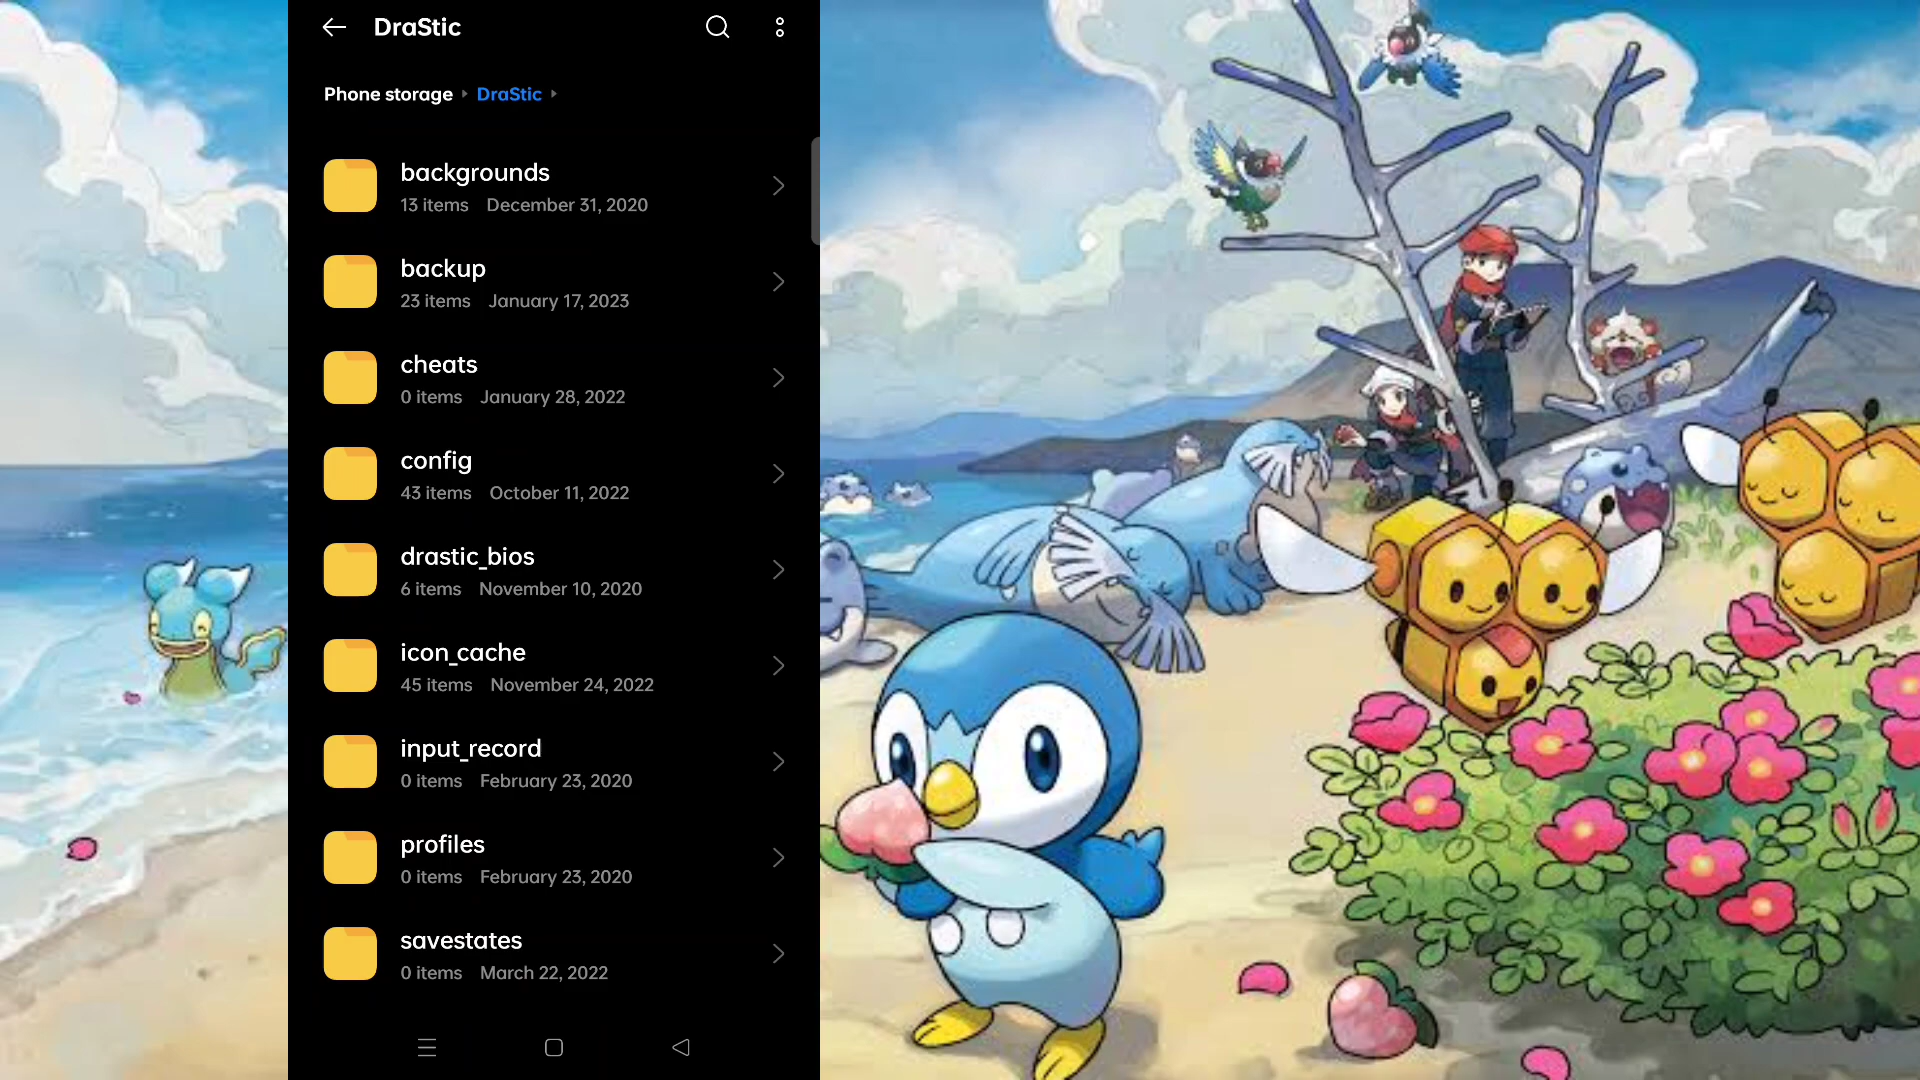 DraStic
Phone storage DraStic
backgrounds
13 items December 31, 2020
backup
23 items January 17, 2023
cheats
0 items January 28, 2022
config
43 items October 11, 2022
drastic_bios
6 items November 10, 2020
icon_cache
45 items November 24, 2022
input_record
0 items February 23, 2020
profiles
0 items February 23, 2020
savestates
0 items March 22, 2022